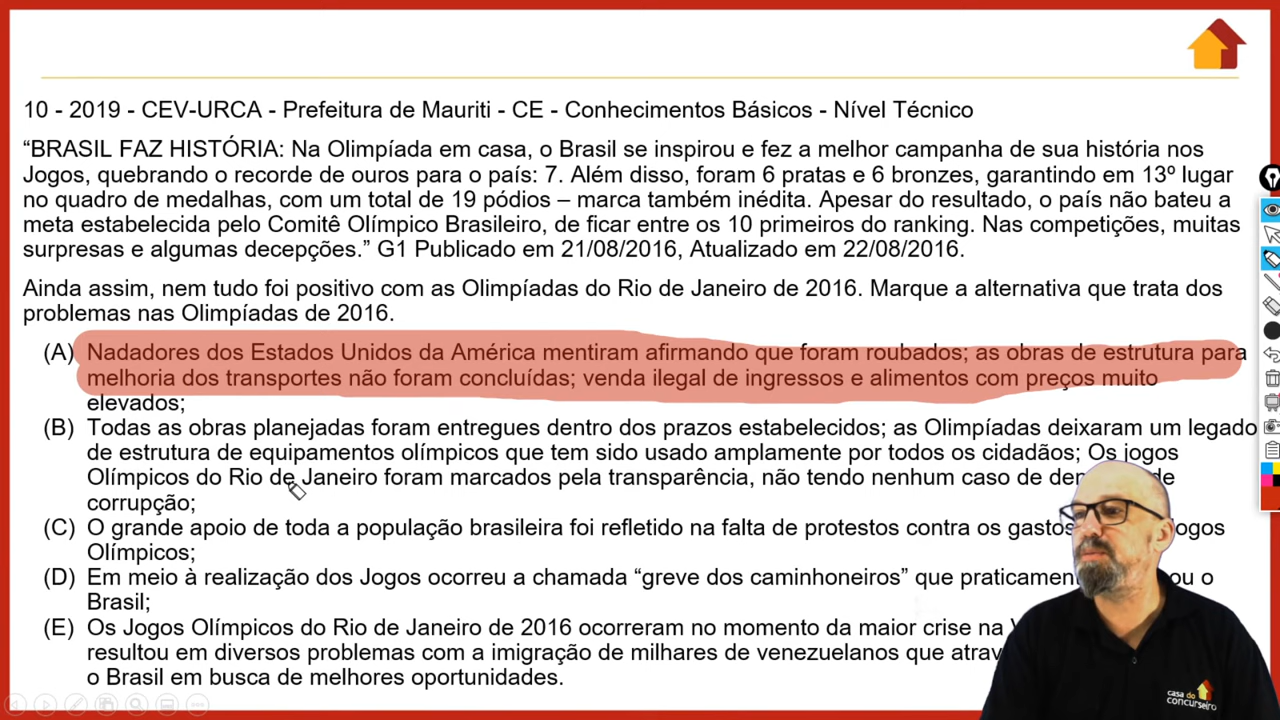 10 - 2019 - CEV-URCA - Prefeitura de Mauriti - CE - Conhecimentos Básicos - Nível Técnico
“BRASIL FAZ HISTÓRIA: Na Olimpíada em casa, o Brasil se inspirou e fez a melhor campanha de sua história nos
Jogos, quebrando o recorde de ouros para o país: 7. Além disso, foram 6 pratas e 6 bronzes, garantindo em 13º lugar
no quadro de medalhas, com um total de 19 pódios – marca também inédita. Apesar do resultado, o país não bateu a
meta estabelecida pelo Comitê Olímpico Brasileiro, de ficar entre os 10 primeiros do ranking. Nas competições, muitas
surpresas e algumas decepções.” G1 Publicado em 21/08/2016, Atualizado em 22/08/2016.
Ainda assim, nem tudo foi positivo com as Olimpíadas do Rio de Janeiro de 2016. Marque a alternativa que trata dos
problemas nas Olimpíadas de 2016.
(A) Nadadores dos Estados Unidos da América mentiram afirmando que foram roubados; as obras de estrutura para
melhoria dos transportes não foram concluídas; venda ilegal de ingressos e alimentos com preços muito
elevados;
(B) Todas as obras planejadas foram entregues dentro dos prazos estabelecidos; as Olimpíadas deixaram um legado
de estrutura de equipamentos olímpicos que tem sido usado amplamente por todos os cidadãos; Os jogos
Olímpicos do Rio de Janeiro foram marcados pela transparência, não tendo nenhum caso de de
corrupção;
(C) O grande apoio de toda a população brasileira foi refletido na falta de protestos contra os gastos Jogos
Olímpicos;
(D) Em meio à realização dos Jogos ocorreu a chamada “greve dos caminhoneiros” que o
Brasil;
(E) Os Jogos Olímpicos do Rio de Janeiro de 2016 ocorreram no momento da maior crise na
resultou em diversos problemas com a imigração de milhares de venezuelanos que
o Brasil em busca de melhores oportunidades.
casa do
concurseiro